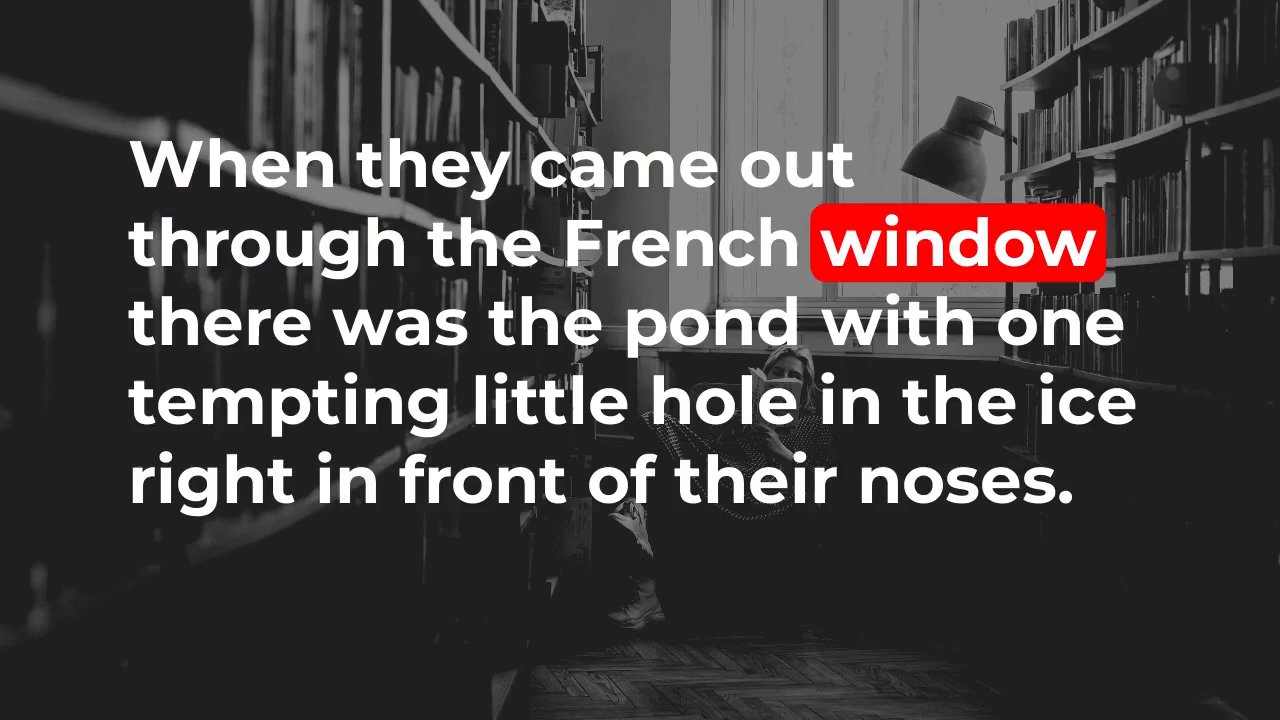 When they came out
through the French window
there was the pond with one
tempting little hole in the ice
right in front of their noses.